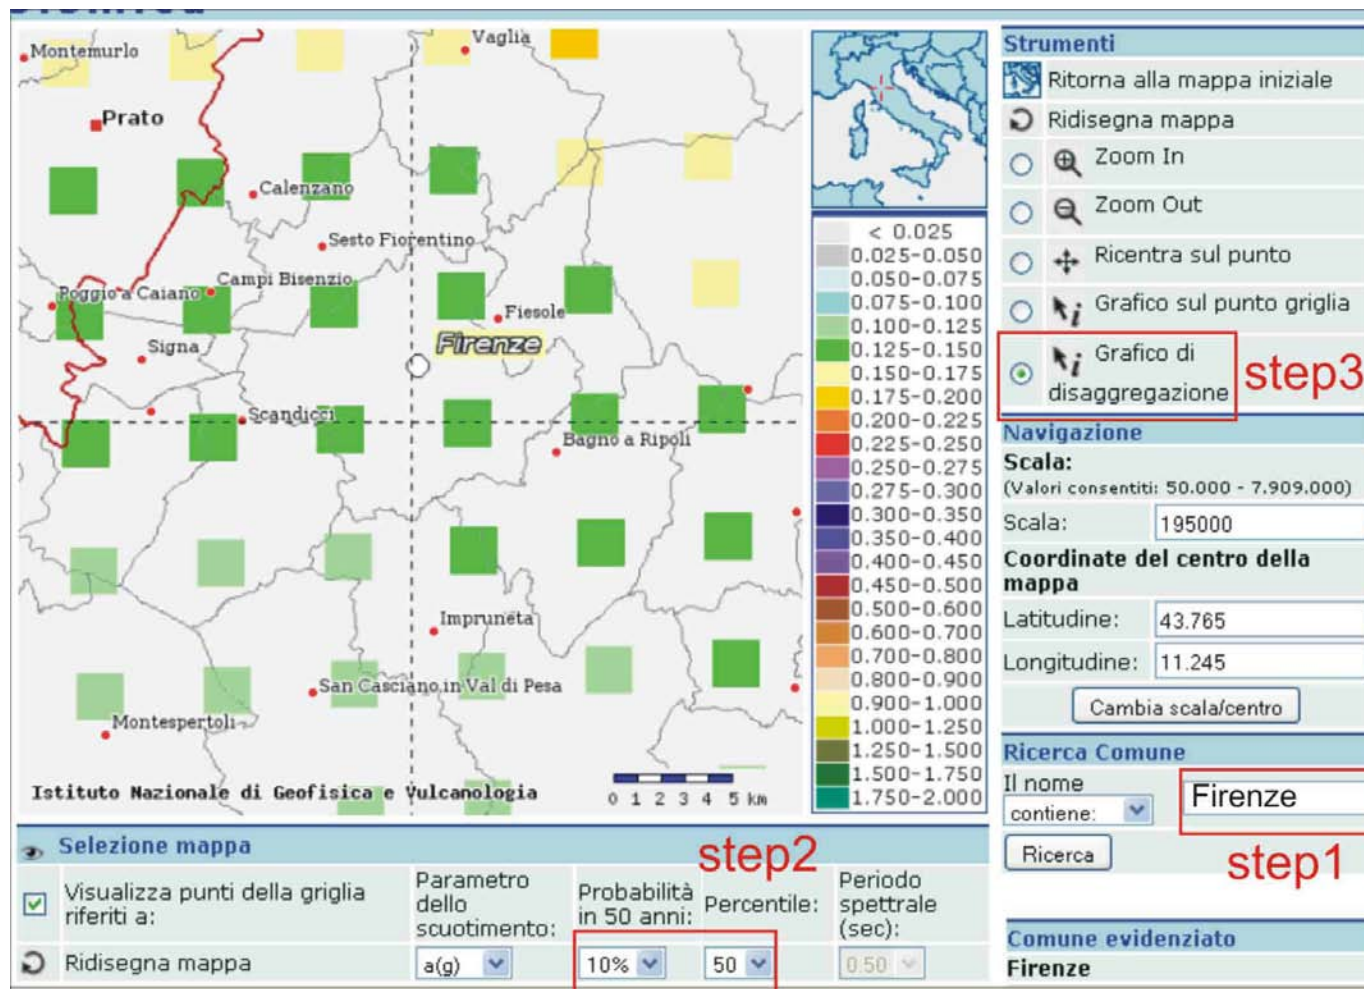 Montemurlo
Vaglia
Prato
Calenzano
Sesto Fiorentino
Campi Bisenzio
Poggio a Caiano
Fiesole
Signa
Firenze
Scandicci
Bagno a Ripoli
Impruneta
San Casciano in Val di Pesa
Montespertoli
Istituto Nazionale di Geofisica e Vulcanologia
0 1 2 3 4 5 km
< 0.025
0.025-0.050
0.050-0.075
0.075-0.100
0.100-0.125
0.125-0.150
0.150-0.175
0.175-0.200
0.200-0.225
0.225-0.250
0.250-0.275
0.275-0.300
0.300-0.350
0.350-0.400
0.400-0.450
0.450-0.500
0.500-0.600
0.600-0.700
0.700-0.800
0.800-0.900
0.900-1.000
1.000-1.250
1.250-1.500
1.500-1.750
1.750-2.000
Strumenti
Ritorna alla mappa iniziale
Ridisegna mappa
Zoom In
Zoom Out
Ricentra sul punto
Grafico sul punto griglia
Grafico di
disaggregazione
step3
Navigazione
Scala:
(Valori consentiti: 50.000 - 7.909.000)
Scala: 195000
Coordinate del centro della
mappa
Latitudine: 43.765
Longitudine: 11.245
Cambia scala/centro
Ricerca Comune
Il nome
contiene:
Firenze
Ricerca
step1
Comune evidenziato
Firenze
Selezione mappa
step2
Visualizza punti della griglia
riferiti a:
Parametro
dello
scuotimento:
Probabilità
in 50 anni:
Percentile:
Periodo
spettrale
(sec):
Ridisegna mappa
a(g)
10%
50
0.50